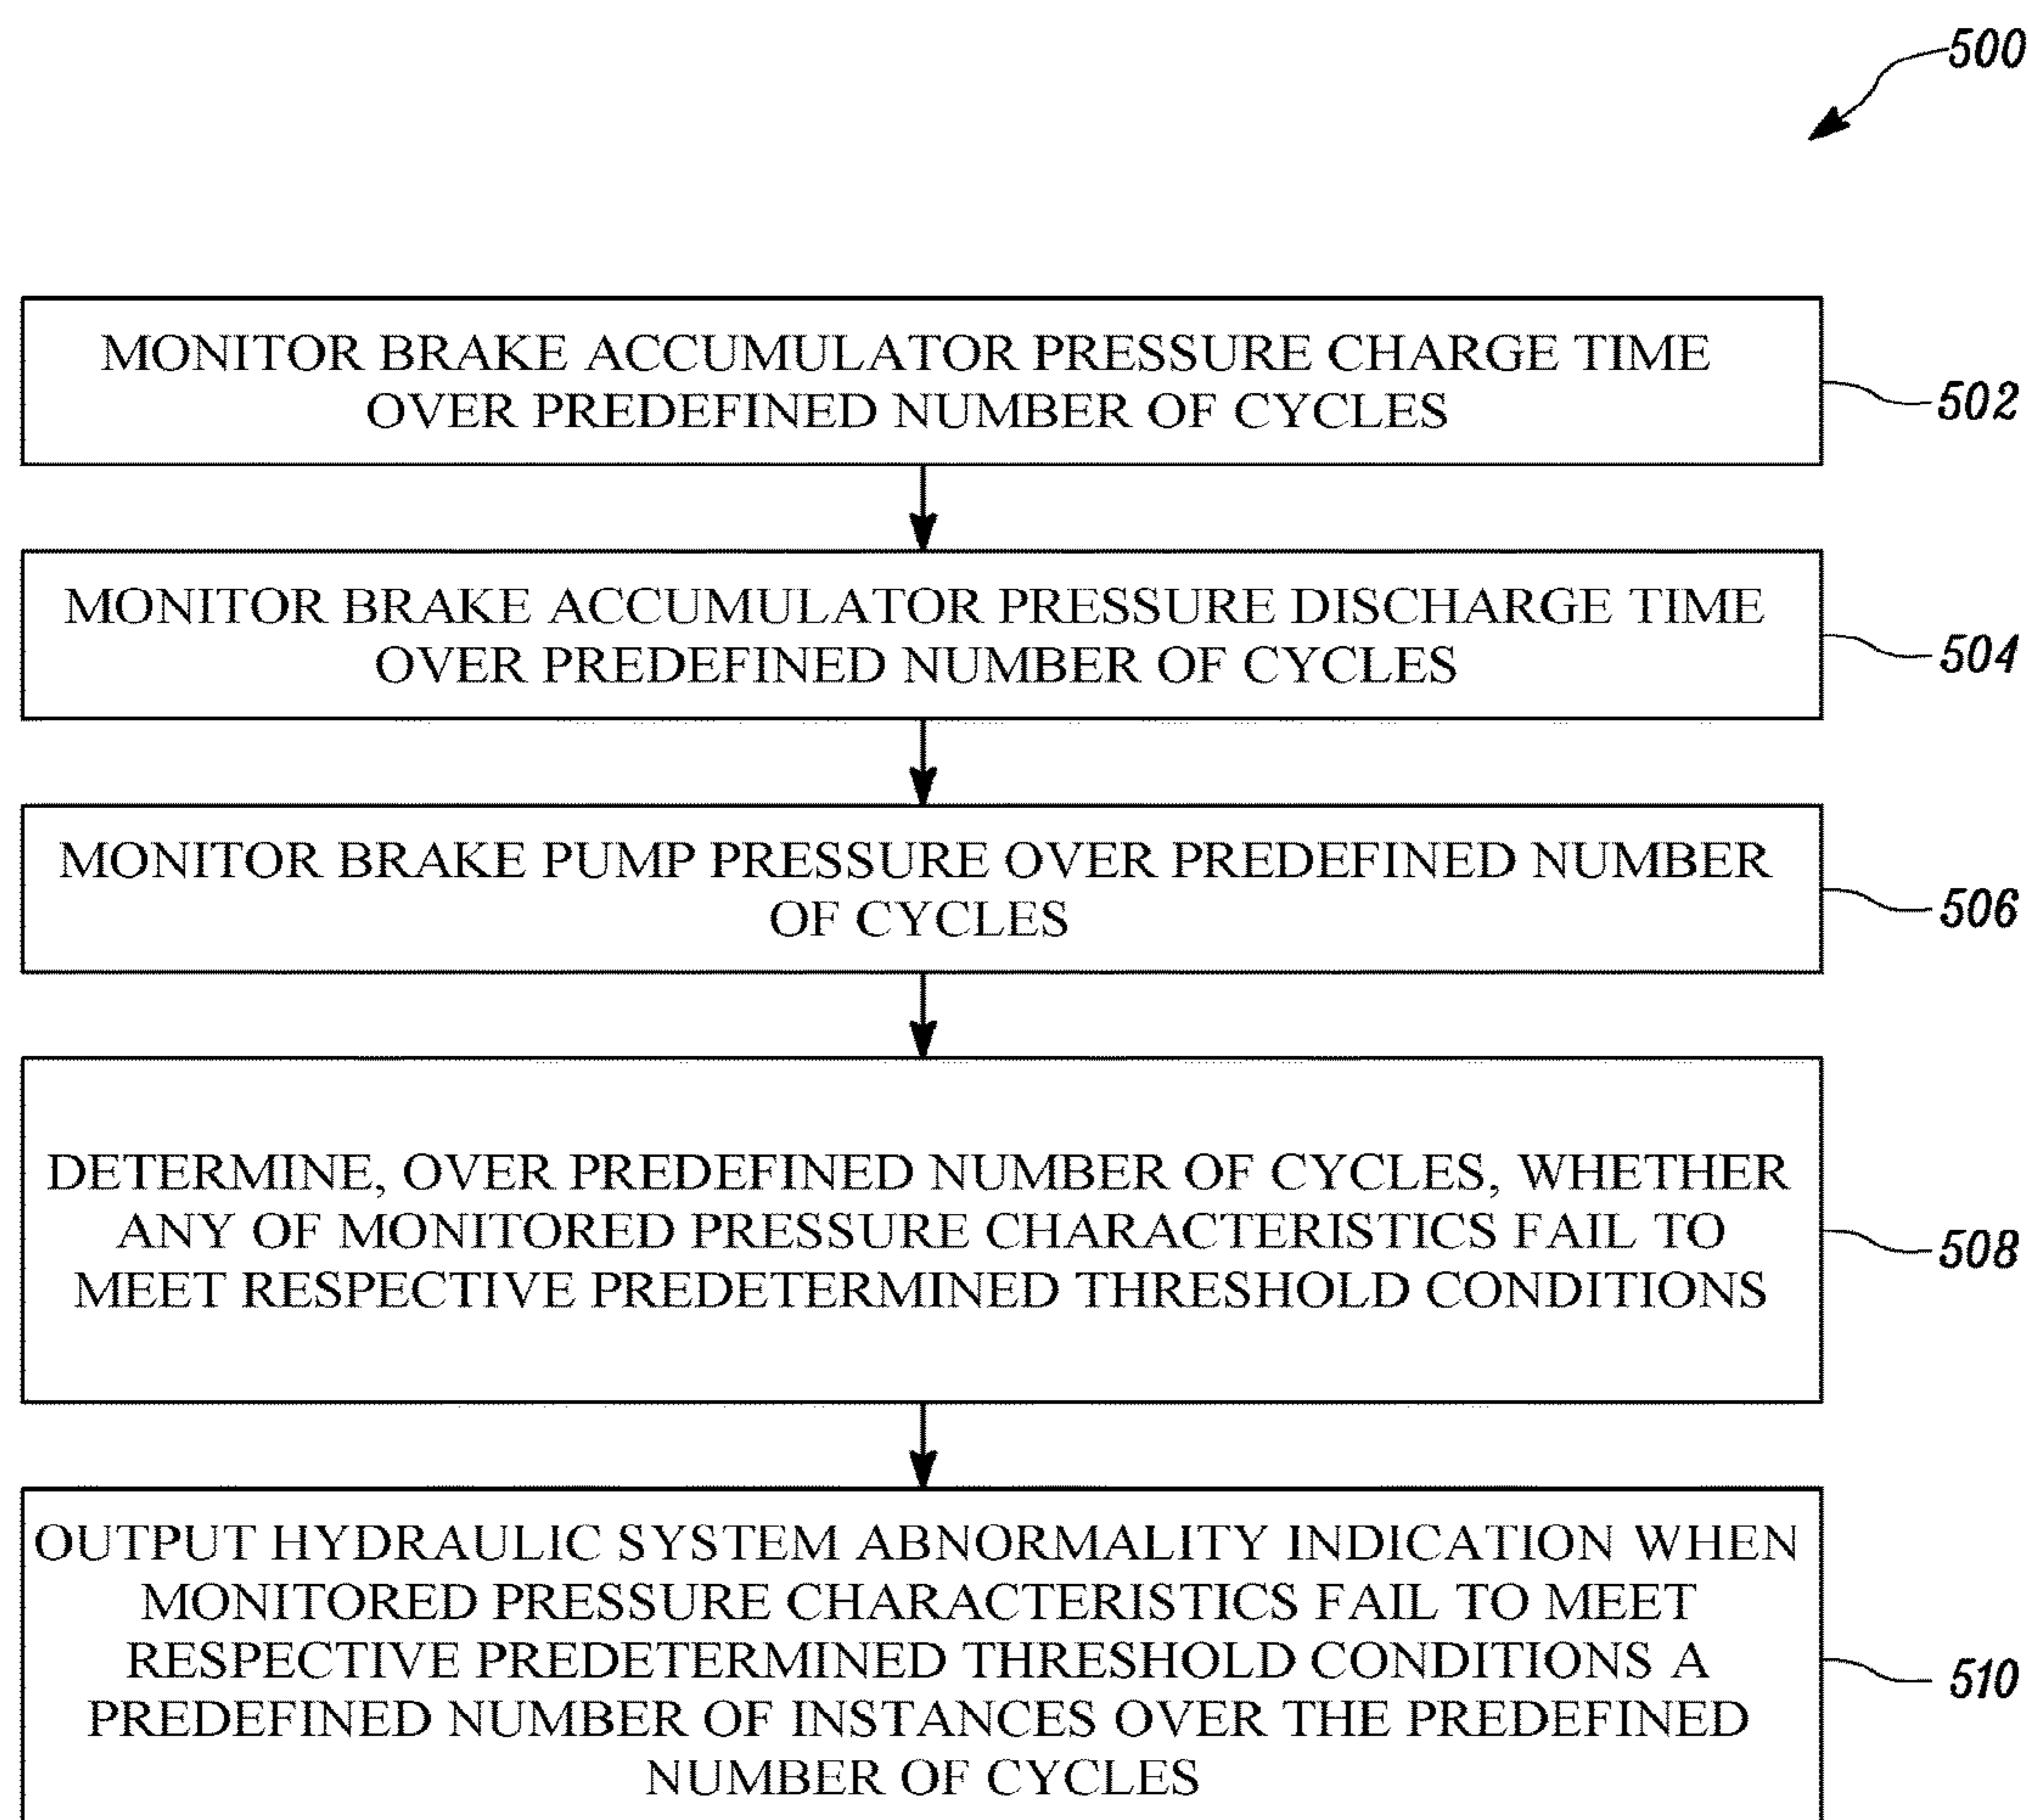 500
MONITOR BRAKE ACCUMULATOR PRESSURE CHARGE TIME
OVER PREDEFINED NUMBER OF CYCLES
502
MONITOR BRAKE ACCUMULATOR PRESSURE DISCHARGE TIME
OVER PREDEFINED NUMBER OF CYCLES
504
MONITOR BRAKE PUMP PRESSURE OVER PREDEFINED NUMBER
OF CYCLES
506
DETERMINE, OVER PREDEFINED NUMBER OF CYCLES, WHETHER
ANY OF MONITORED PRESSURE CHARACTERISTICS FAIL TO
MEET RESPECTIVE PREDETERMINED THRESHOLD CONDITIONS
508
OUTPUT HYDRAULIC SYSTEM ABNORMALITY INDICATION WHEN
MONITORED PRESSURE CHARACTERISTICS FAIL TO MEET
RESPECTIVE PREDETERMINED THRESHOLD CONDITIONS A
PREDEFINED NUMBER OF INSTANCES OVER THE PREDEFINED
NUMBER OF CYCLES
510